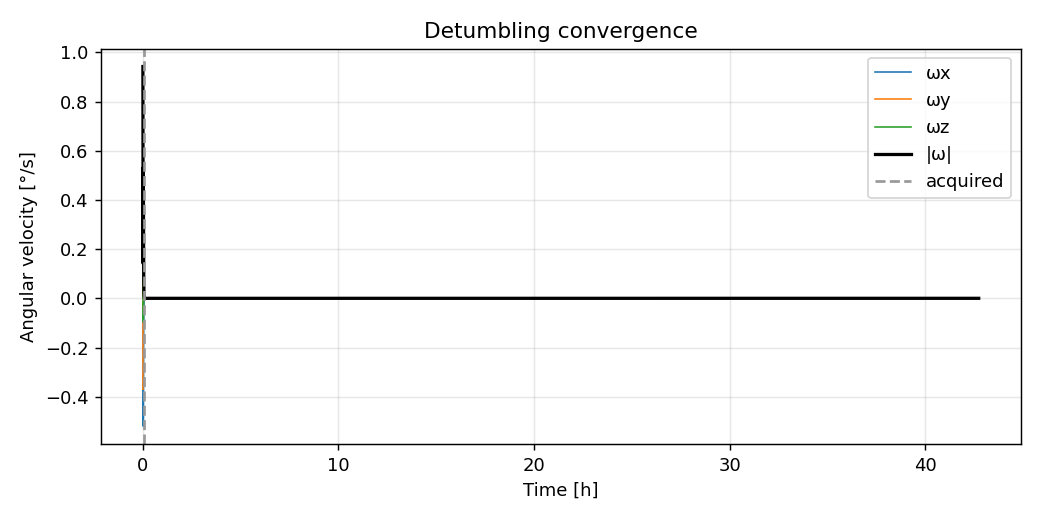 Detumbling convergence
Angular velocity [°/s]
1.0
0.8
0.6
0.4
0.2
0.0
−0.2
−0.4
ωx
ωy
ωz
|ω|
acquired
0
10
20
30
40
Time [h]